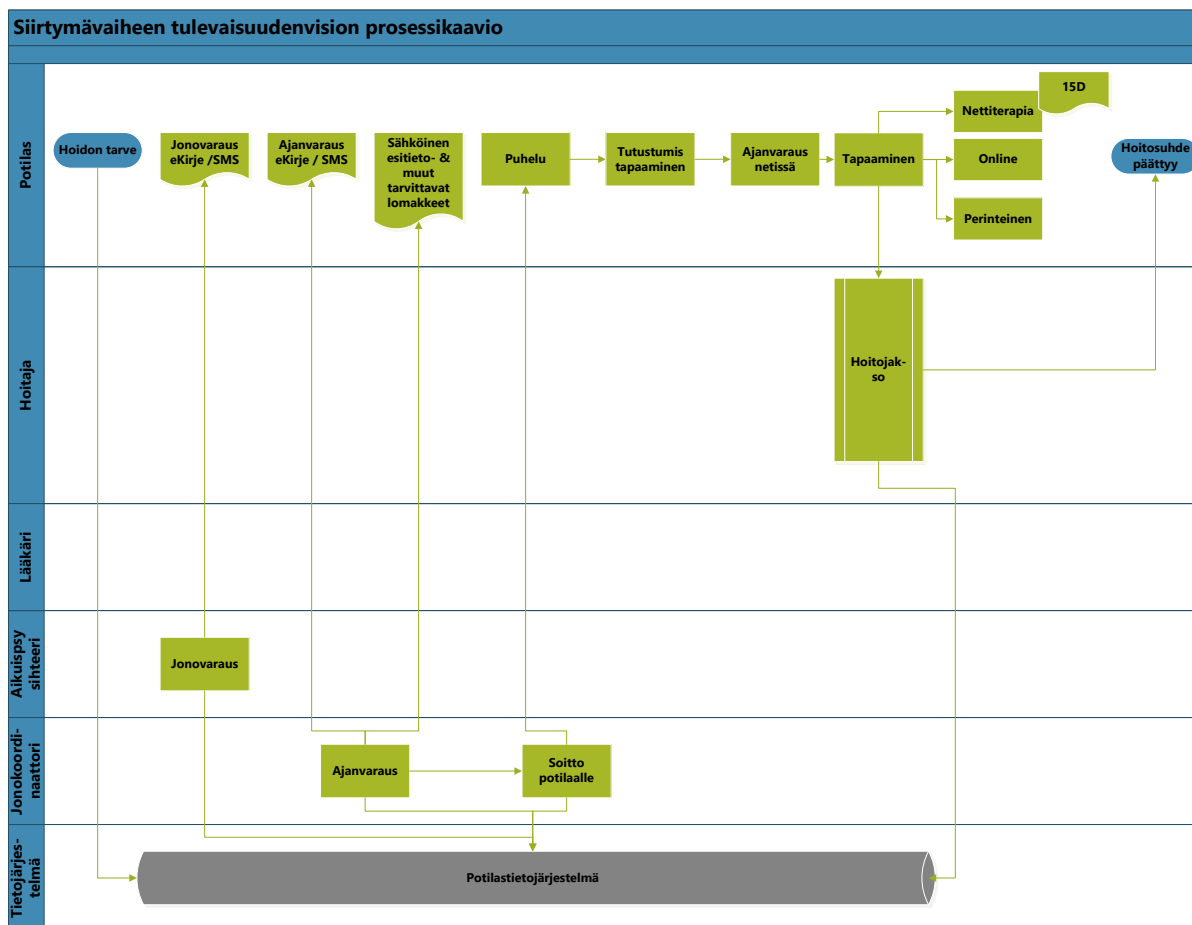 Siirtymävaiheen tulevaisuudenvision prosessikaavio
Potilas
Hoidon tarve
Jonovaraus
eKirje /SMS
Ajanvaraus
eKirje / SMS
Sähköinen
esitieto- &
muut
tarvittavat
lomakkeet
Puhelu
Tutustumis
tapaaminen
Ajanvaraus
netissä
Tapaaminen
Nettiterapia
15D
Online
Perinteinen
Hoitosuhde
päättyy
Hoitaja
Hoitojak-
so
Lääkäri
Aikuispsy
sihteeri
Jonovaraus
Jonokoordi-
naattori
Ajanvaraus
Soitto
potilaalle
Tietojärjes-
telmä
Potilastietojärjestelmä